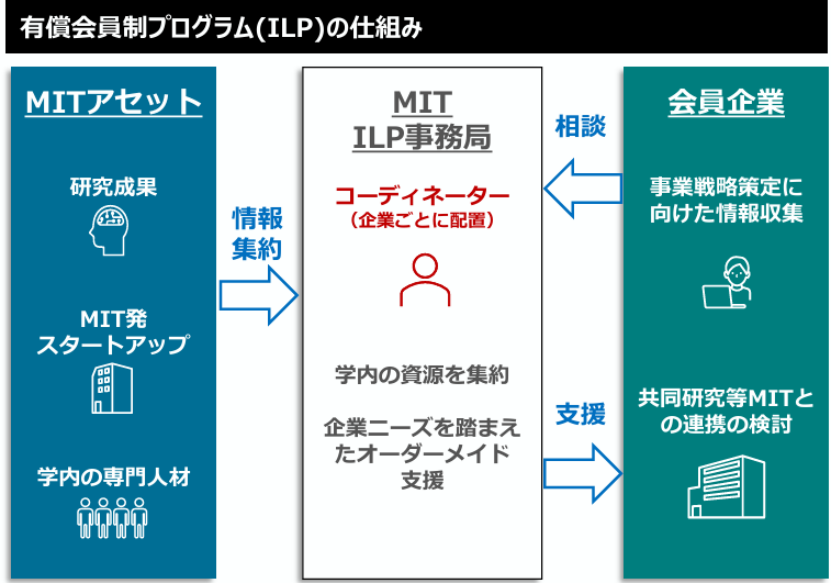 有償会員制プログラム(ILP)の仕組み
MITアセット
研究成果
MIT発
スタートアップ
学内の専門人材
情報
集約
MIT
ILP事務局
コーディネーター
(企業ごとに配置)
学内の資源を集約
企業ニーズを踏まえ
たオーダーメイド
支援
相談
支援
会員企業
事業戦略策定に
向けた情報収集
共同研究等MITと
の連携の検討